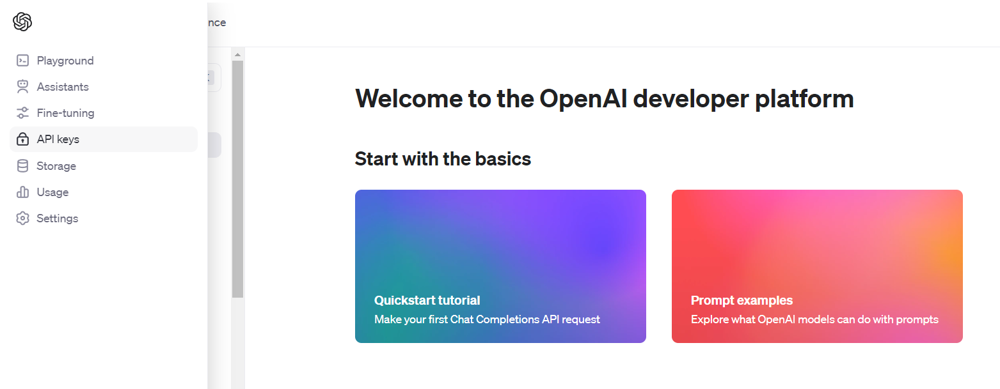 nce
Playground
Assistants
Fine-tuning
API keys
Storage
Usage
Settings
Welcome to the OpenAI developer platform
Start with the basics
Quickstart tutorial
Make your first Chat Completions API request
Prompt examples
Explore what OpenAI models can do with prompts